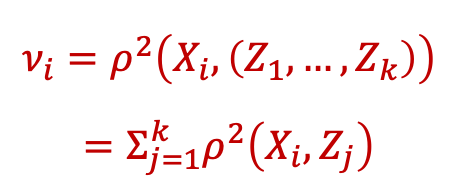 νᵢ = ρ²(Xᵢ, (Z₁, …, Zₖ))
= Σⱼ₌₁ᵏ ρ²(Xᵢ, Zⱼ)